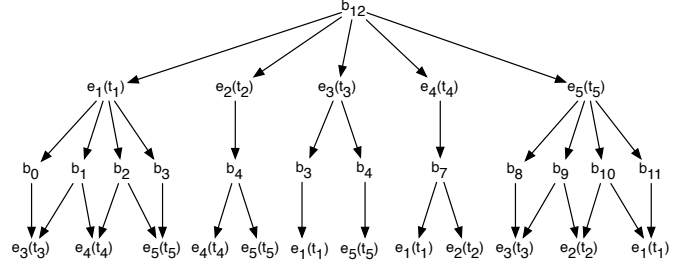 b12
e1(t1) e2(t2) e3(t3) e4(t4) e5(t5)
b0 b1 b2 b3 b4 b3 b4 b7 b8 b9 b10 b11
e3(t3) e4(t4) e5(t5) e4(t4) e5(t5) e1(t1) e5(t5) e1(t1) e2(t2) e3(t3) e2(t2) e1(t1)